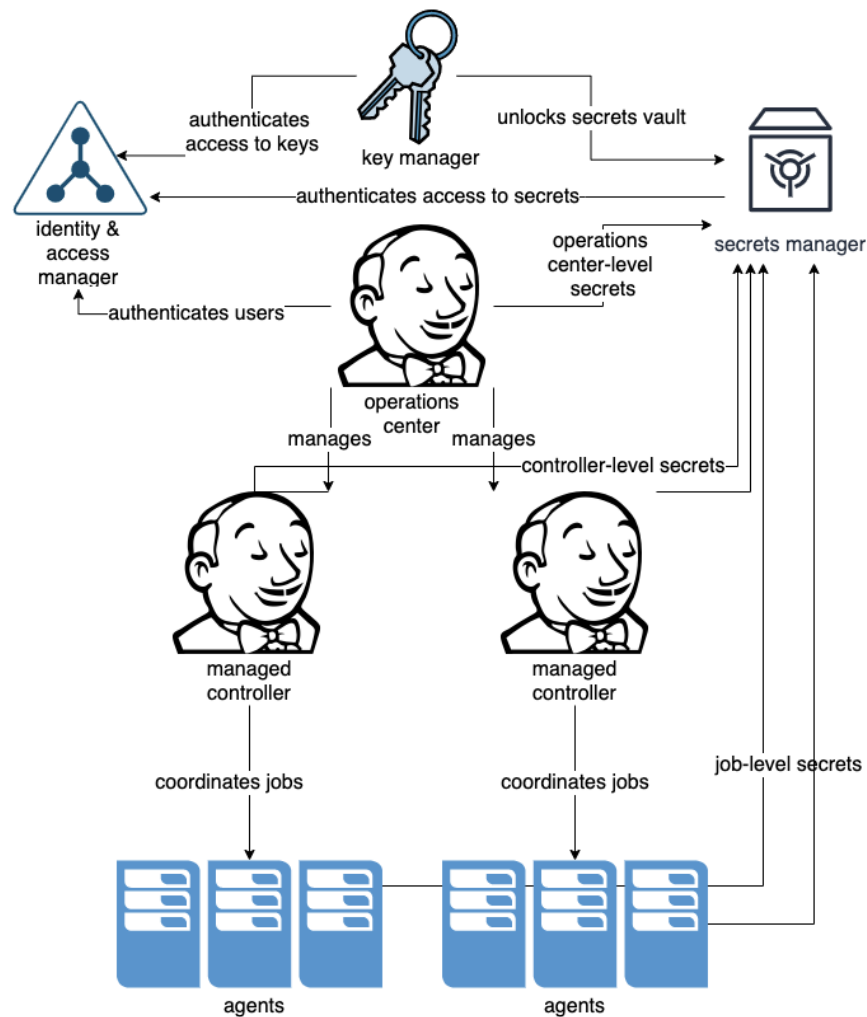 authenticates
access to keys
unlocks secrets vault
key manager
authenticates access to secrets
identity &
access
manager
operations
center-level
secrets
secrets manager
authenticates users
operations
center
manages
manages
controller-level secrets
managed
controller
managed
controller
job-level secrets
coordinates jobs
coordinates jobs
agents
agents